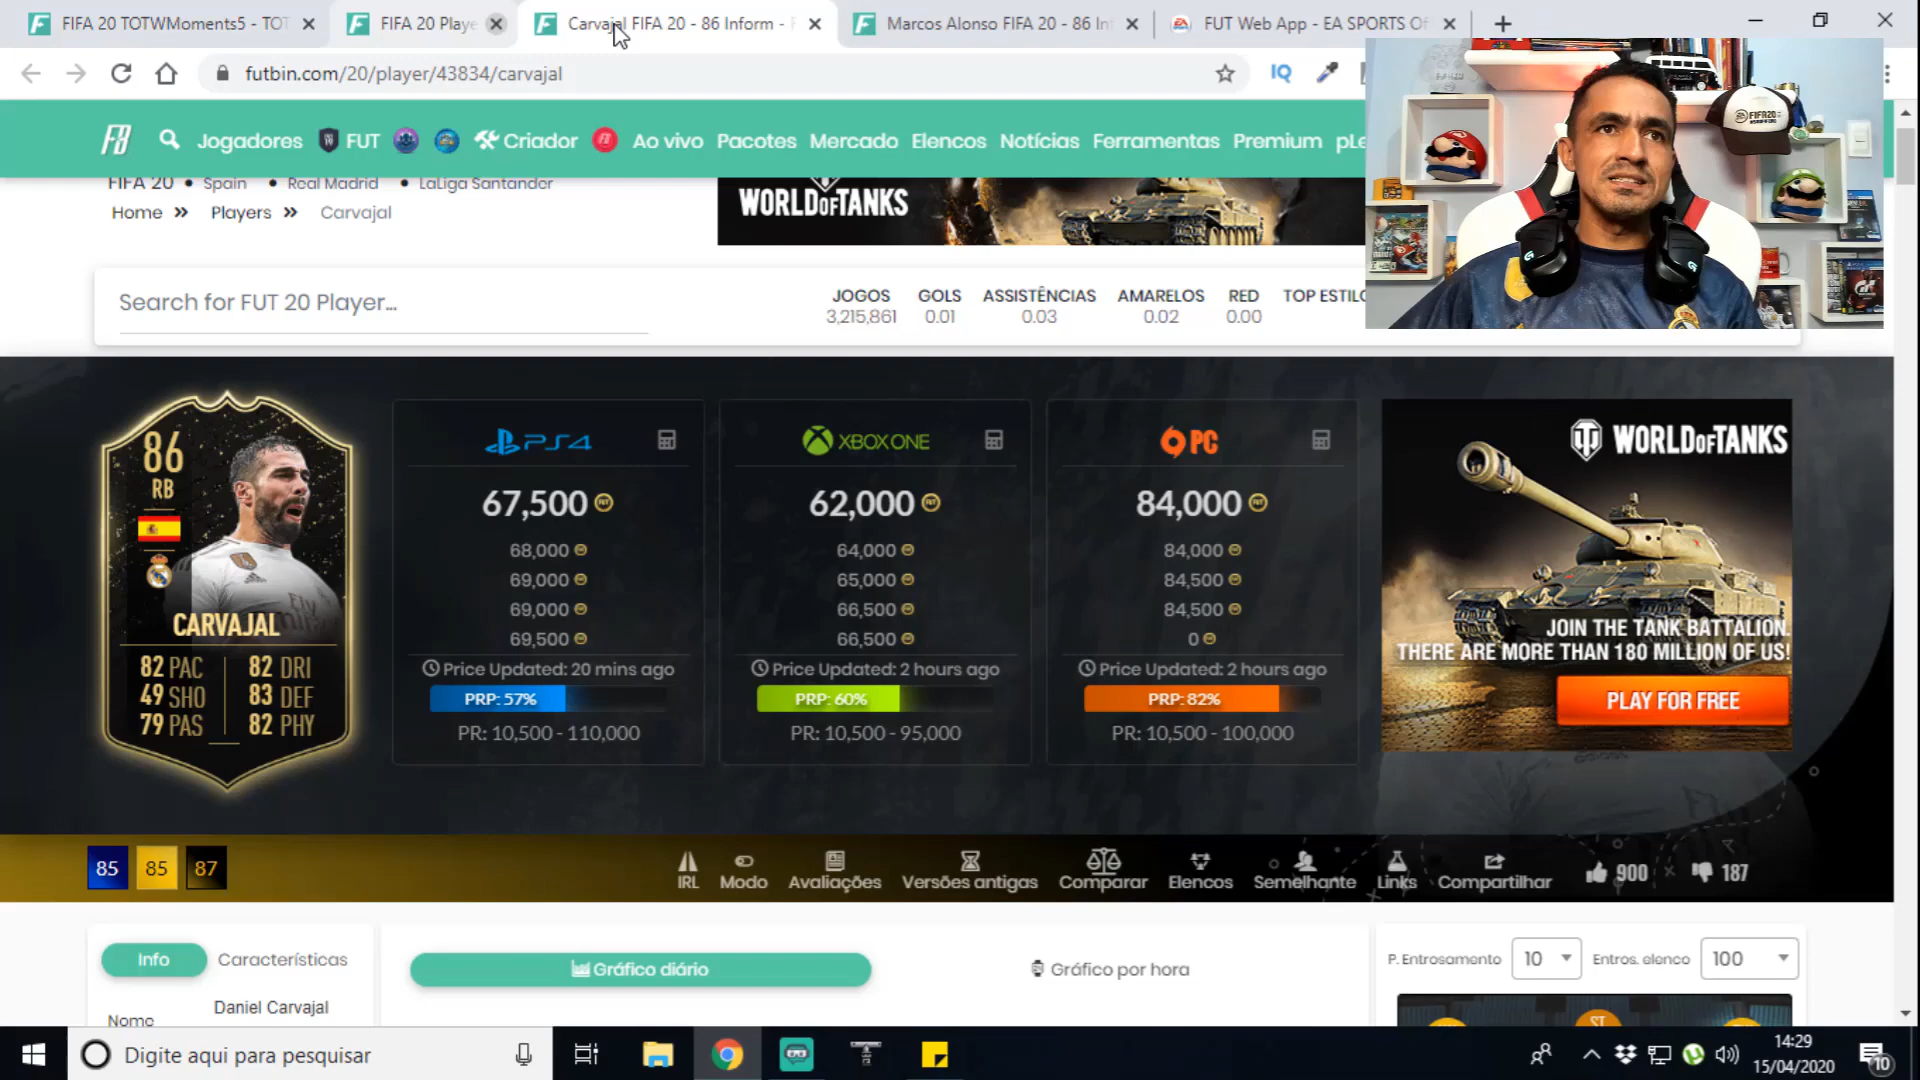 FIFA 20 TOTWMoments5 - TOT
FIFA 20 Playe
Carvajal FIFA 20 - 86 Inform -
Marcos Alonso FIFA 20 - 86 In
FUT Web App - EA SPORTS Of
futbin.com/20/player/43834/carvajal
IQ
Jogadores FUT Criador Ao vivo Pacotes Mercado Elencos Notícias Ferramentas Premium pLe
FIFA 20 • Spain • Real Madrid • LaLiga Santander
Home » Players » Carvajal
WORLD OF TANKS
Search for FUT 20 Player...
JOGOS GOLS ASSISTÊNCIAS AMARELOS RED TOP ESTILO
3,215,861 0.01 0.03 0.02 0.00
86
RB
CARVAJAL
82 PAC 82 DRI
49 SHO 83 DEF
79 PAS 82 PHY
PS4
67,500
68,000
69,000
69,000
69,500
Price Updated: 20 mins ago
PRP: 57%
PR: 10,500 - 110,000
XBOX ONE
62,000
64,000
65,000
66,500
66,500
Price Updated: 2 hours ago
PRP: 60%
PR: 10,500 - 95,000
PC
84,000
84,000
84,500
84,500
0
Price Updated: 2 hours ago
PRP: 82%
PR: 10,500 - 100,000
WORLD OF TANKS
JOIN THE TANK BATTALION.
THERE ARE MORE THAN 180 MILLION OF US!
PLAY FOR FREE
85 85 87
IRL Modo Avaliações Versões antigas Comparar Elencos Semelhante Links Compartilhar 900 187
Info Características
Nome Daniel Carvajal
Gráfico diário Gráfico por hora
P. Entrosamento 10 Entros. elenco 100
ST
Digite aqui para pesquisar
14:29
15/04/2020
10